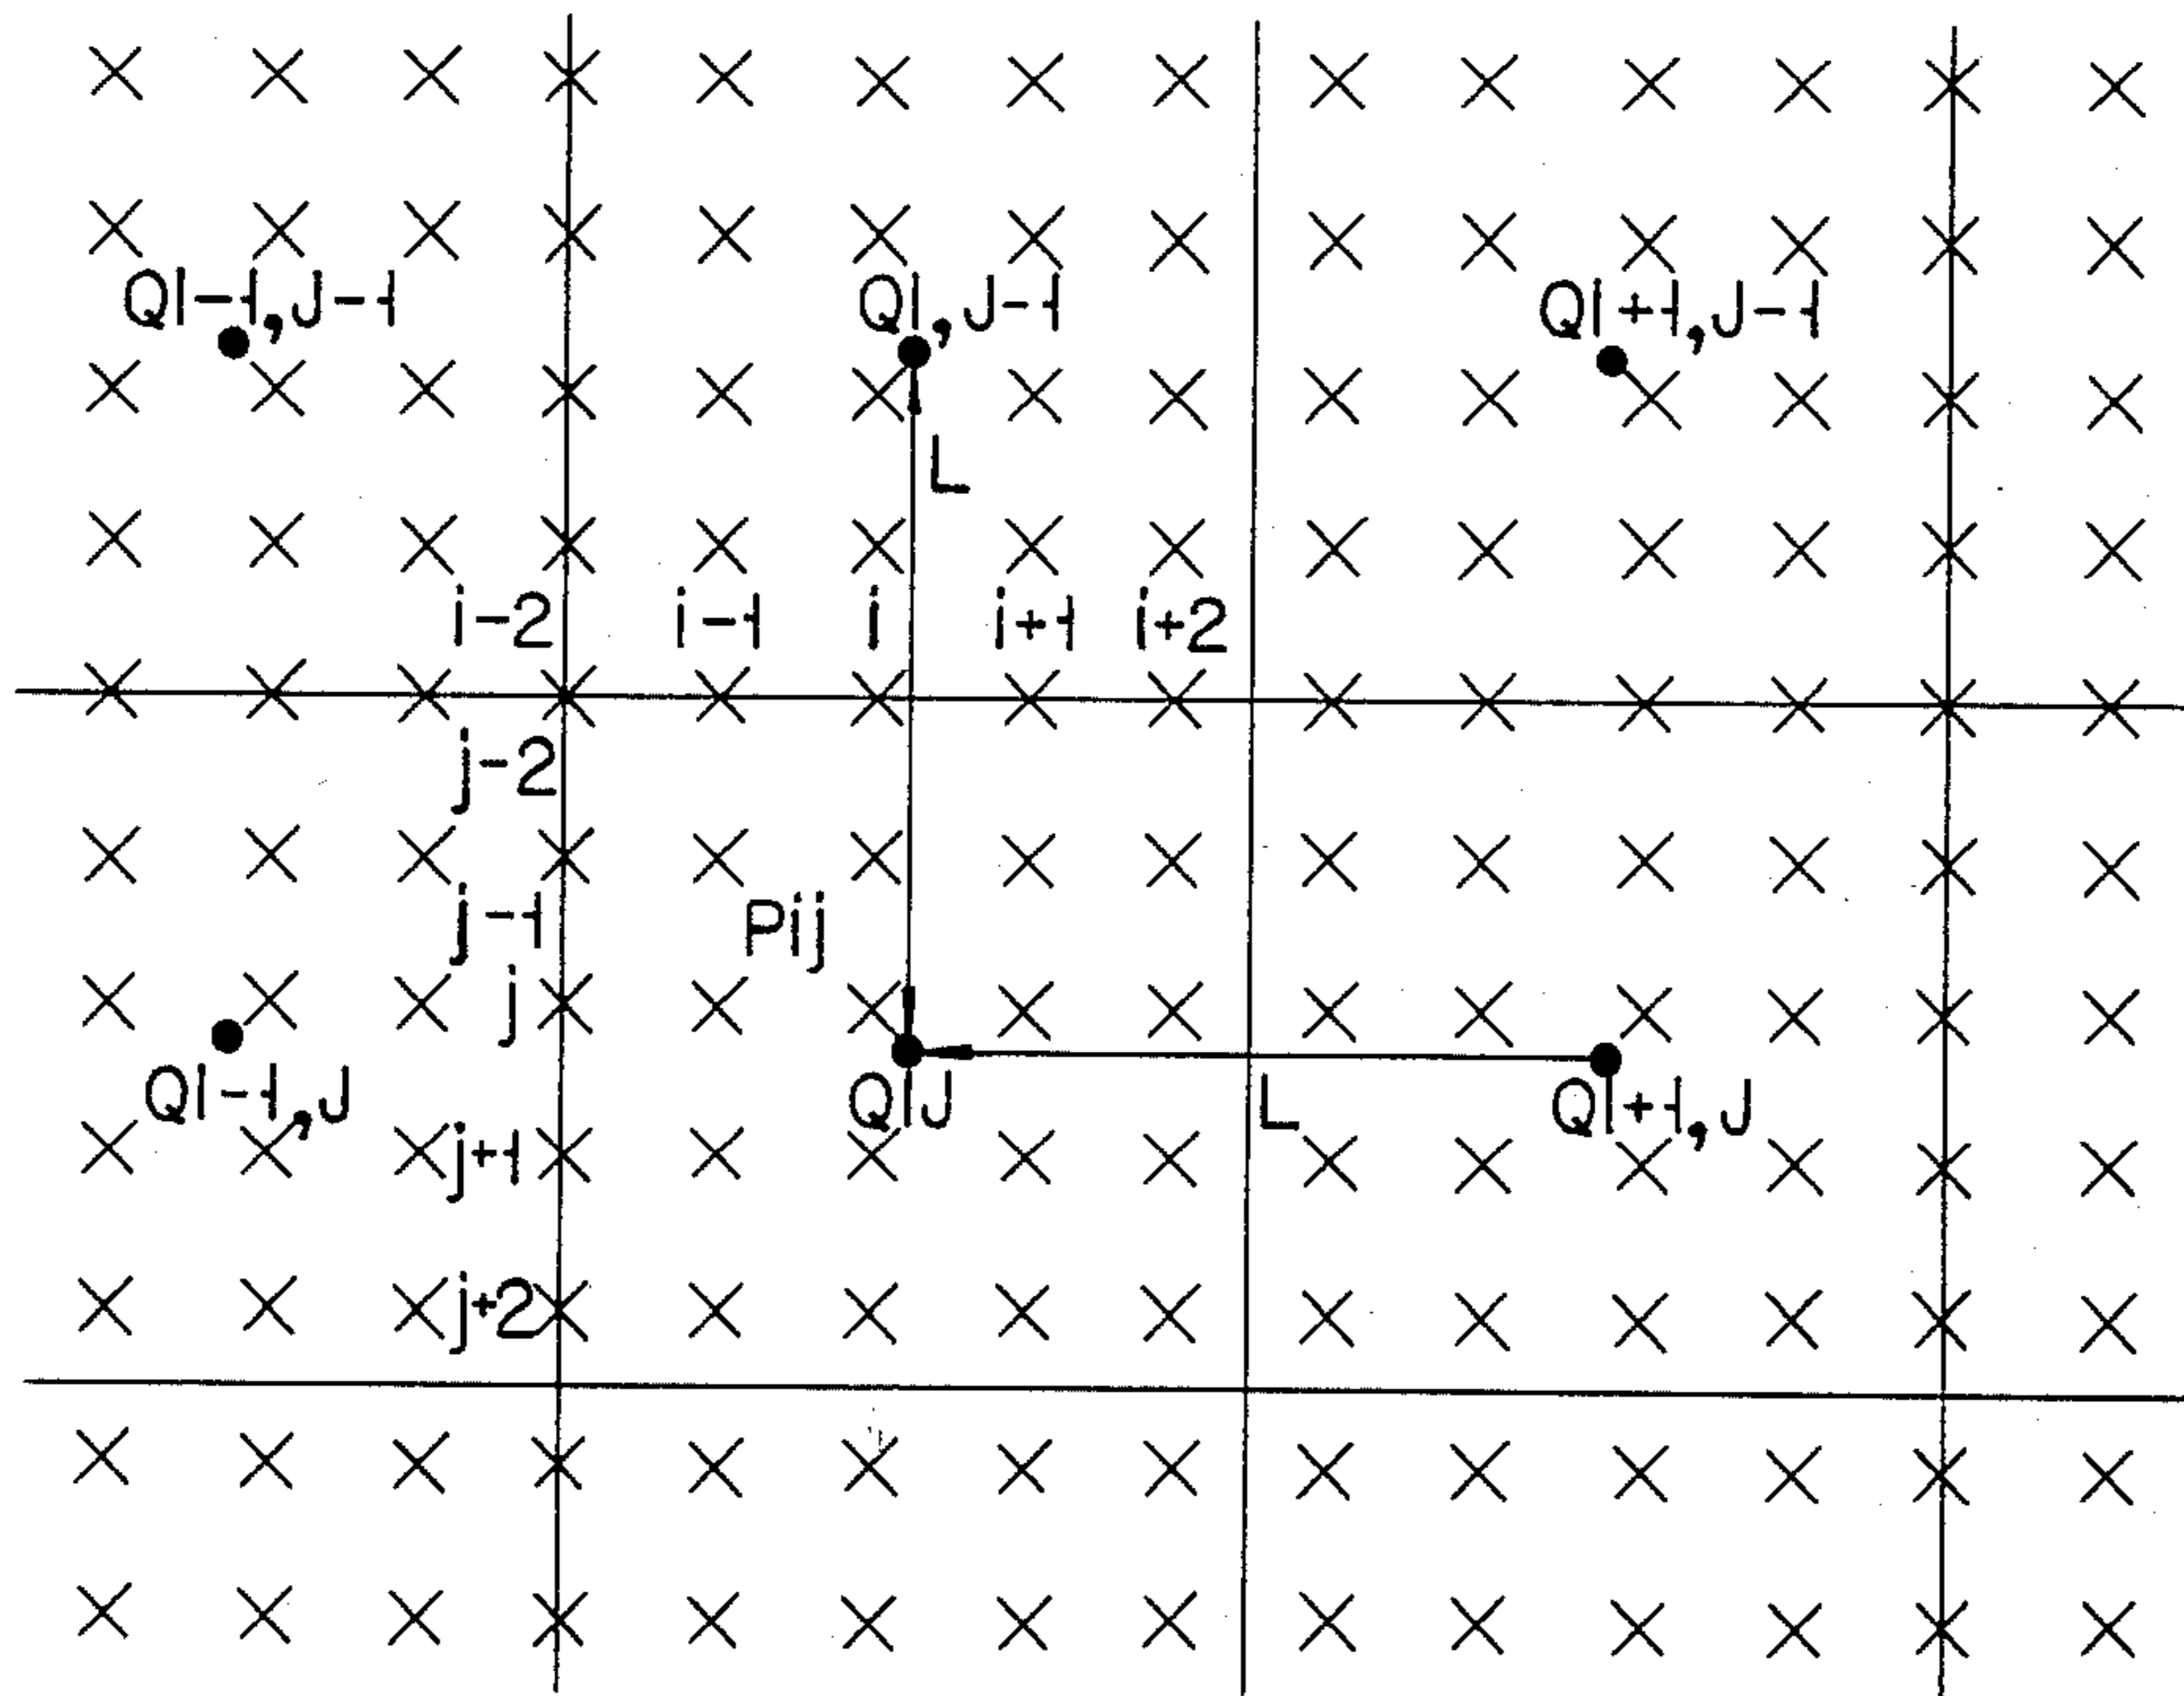 QI-1,J-1 QI,J-1 QI+1,J-1
L
i-2 i-1 i i+1 i+2
j-2
j-1 Pij
j
QI-1,J QIJ L QI+1,J
j+1
j+2